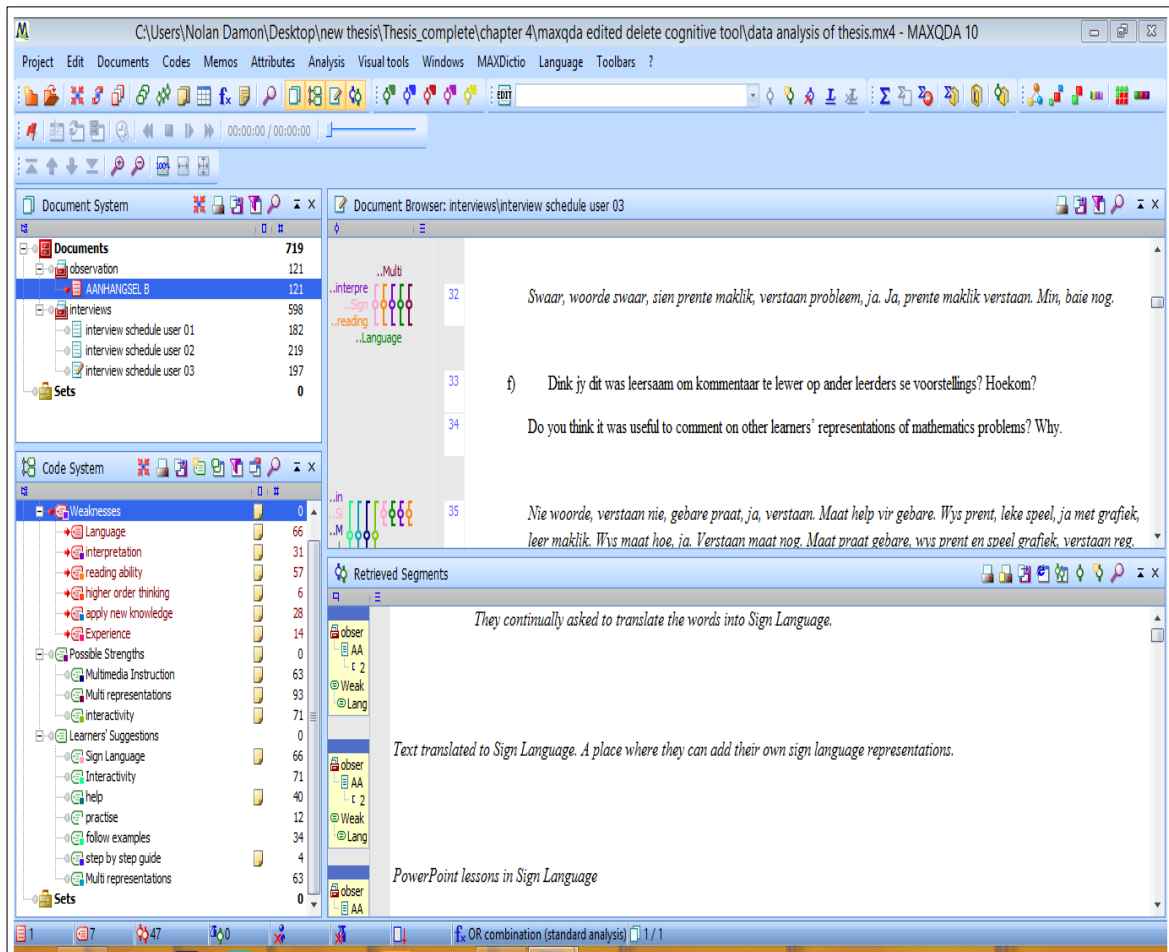 C:\Users\Nolan Damon\Desktop\new thesis\Thesis_complete\chapter 4\maxqda edited delete cognitive tool\data analysis of thesis.mx4 - MAXQDA 10
Project Edit Documents Codes Memos Attributes Analysis Visual tools Windows MAXDictio Language Toolbars ?
EDIT
00:00:00 / 00:00:00
100%
Document System
Documents 719
observation 121
AANHANGSEL B 121
interviews 598
interview schedule user 01 182
interview schedule user 02 219
interview schedule user 03 197
Sets 0
Code System
Weaknesses 0
Language 66
interpretation 31
reading ability 57
higher order thinking 6
apply new knowledge 28
Experience 14
Possible Strengths 0
Multimedia Instruction 63
Multi representations 93
interactivity 71
Learners' Suggestions 0
Sign Language 66
Interactivity 71
help 40
practise 12
follow examples 34
step by step guide 4
Multi representations 63
Sets 0
Document Browser: interviews\interview schedule user 03
..Multi
..interpre
..Sign
..reading
..Language
32 Swaar, woorde swaar, sien prente maklik, verstaan probleem, ja. Ja, prente maklik verstaan. Min, baie nog.
33 f) Dink jy dit was leersaam om kommentaar te lewer op ander leerders se voorstellings? Hoekom?
34 Do you think it was useful to comment on other learners' representations of mathematics problems? Why.
..in
..Si
..M
35 Nie woorde, verstaan nie, gebare praat, ja, verstaan. Maat help vir gebare. Wys prent, leke speel, ja met grafiek,
leer maklik. Wys maat hoe, ja. Verstaan maat nog. Maat praat gebare, wys prent en speel grafiek, verstaan reg.
Retrieved Segments
obser
AA
2
Weak
Lang
They continually asked to translate the words into Sign Language.
obser
AA
2
Weak
Lang
Text translated to Sign Language. A place where they can add their own sign language representations.
obser
AA
PowerPoint lessons in Sign Language
1 7 47 0 OR combination (standard analysis) 1 / 1